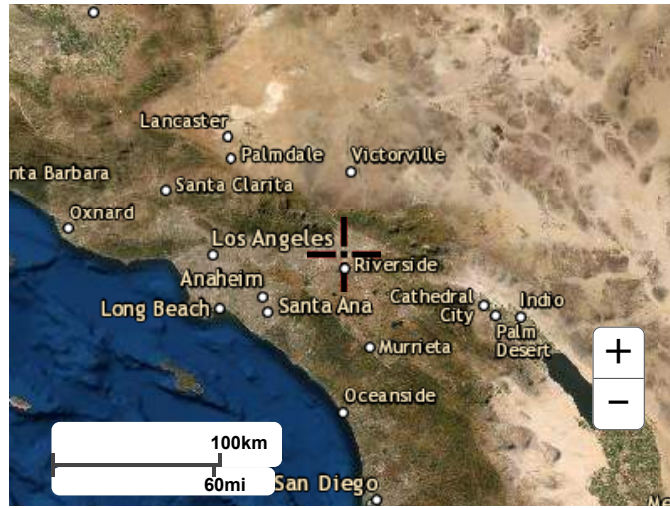 Lancaster
Palmdale
Victorville
nta Barbara
Santa Clarita
Oxnard
Los Angeles
Riverside
Anaheim
Cathedral
City
Indio
Long Beach
Santa Ana
Palm
Desert
Murrieta
+
−
Oceanside
100km
60mi
San Diego
Me